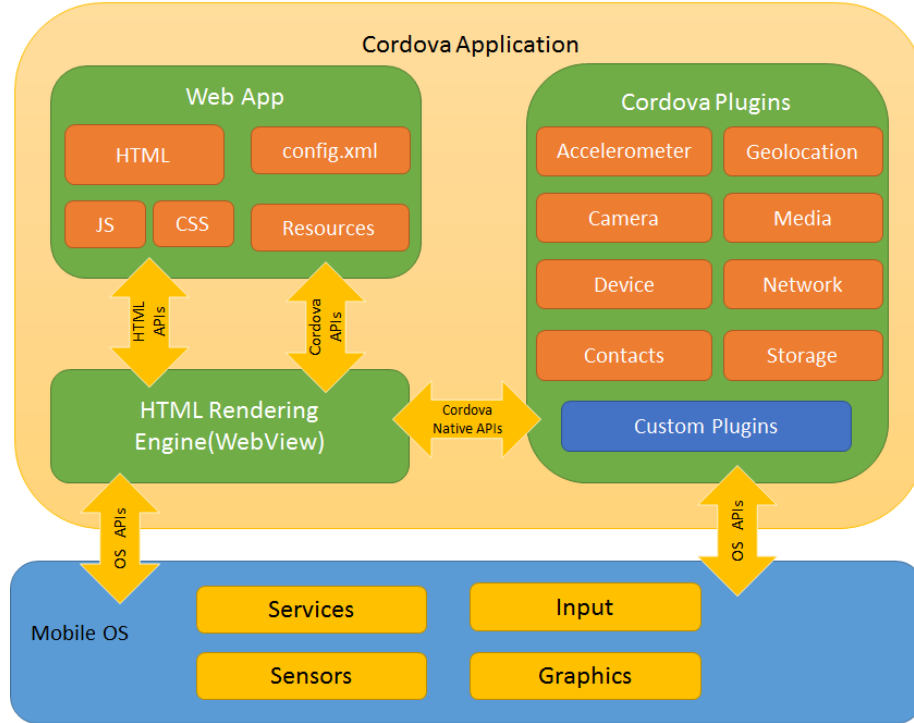 Cordova Application
Web App
HTML
config.xml
JS
CSS
Resources
HTML
APIs
Cordova
APIs
HTML Rendering
Engine(WebView)
Cordova
Native APIs
Cordova Plugins
Accelerometer
Geolocation
Camera
Media
Device
Network
Contacts
Storage
Custom Plugins
OS APIs
OS APIs
Mobile OS
Services
Input
Sensors
Graphics